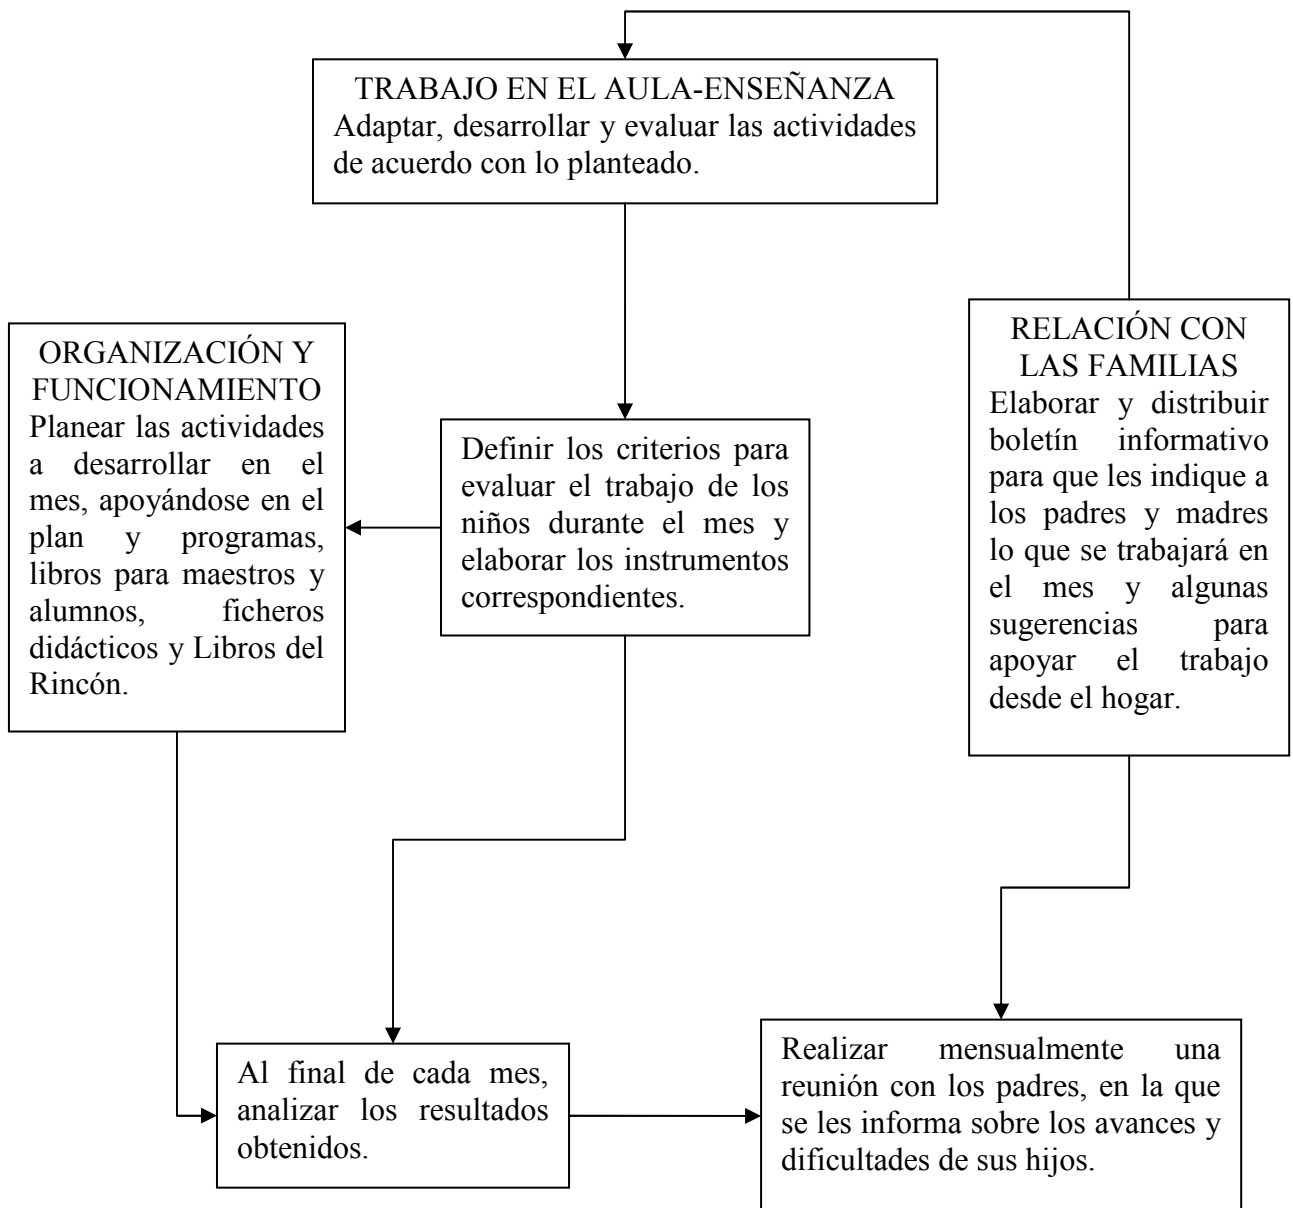 TRABAJO EN EL AULA-ENSEÑANZA
Adaptar, desarrollar y evaluar las actividades
de acuerdo con lo planteado.
ORGANIZACIÓN Y
FUNCIONAMIENTO
Planear las actividades
a desarrollar en el
mes, apoyándose en el
plan y programas,
libros para maestros y
alumnos, ficheros
didácticos y Libros del
Rincón.
Definir los criterios para
evaluar el trabajo de los
niños durante el mes y
elaborar los instrumentos
correspondientes.
RELACIÓN CON
LAS FAMILIAS
Elaborar y distribuir
boletín informativo
para que les indique a
los padres y madres
lo que se trabajará en
el mes y algunas
sugerencias para
apoyar el trabajo
desde el hogar.
Al final de cada mes,
analizar los resultados
obtenidos.
Realizar mensualmente una
reunión con los padres, en la que
se les informa sobre los avances y
dificultades de sus hijos.